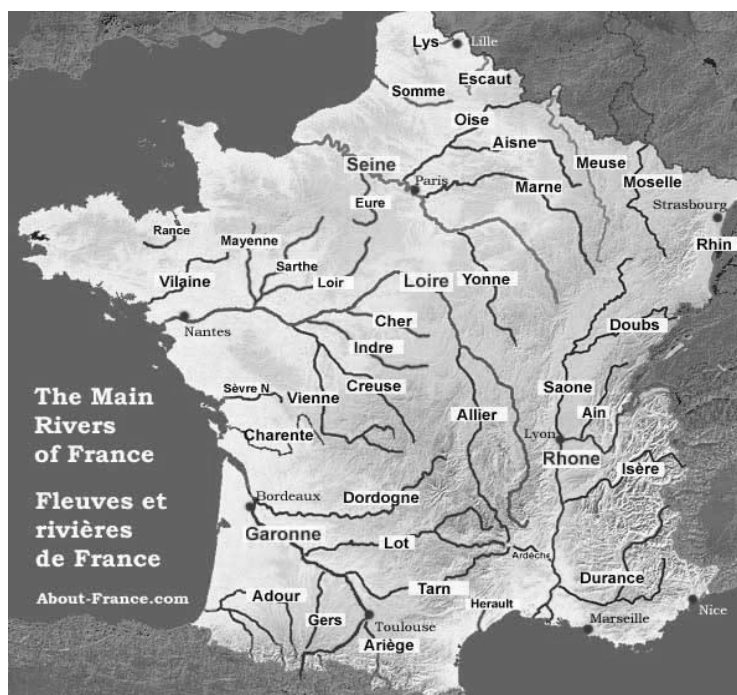 Lys
Lille
Escaut
Somme
Oise
Aisne
Seine
Meuse
Paris
Marne
Moselle
Eure
Strasbourg
Rance
Mayenne
Rhin
Sarthe
Vilaine
Loir
Loire
Yonne
Nantes
Cher
Doubs
Indre
Sèvre N
Vienne
Creuse
Saone
Allier
Ain
Charente
Lyon
Rhone
Isère
The Main
Rivers
of France
Fleuves et
rivières
de France
About-France.com
Bordeaux
Dordogne
Garonne
Lot
Ardèche
Durance
Adour
Gers
Tarn
Herault
Toulouse
Marseille
Nice
Ariège